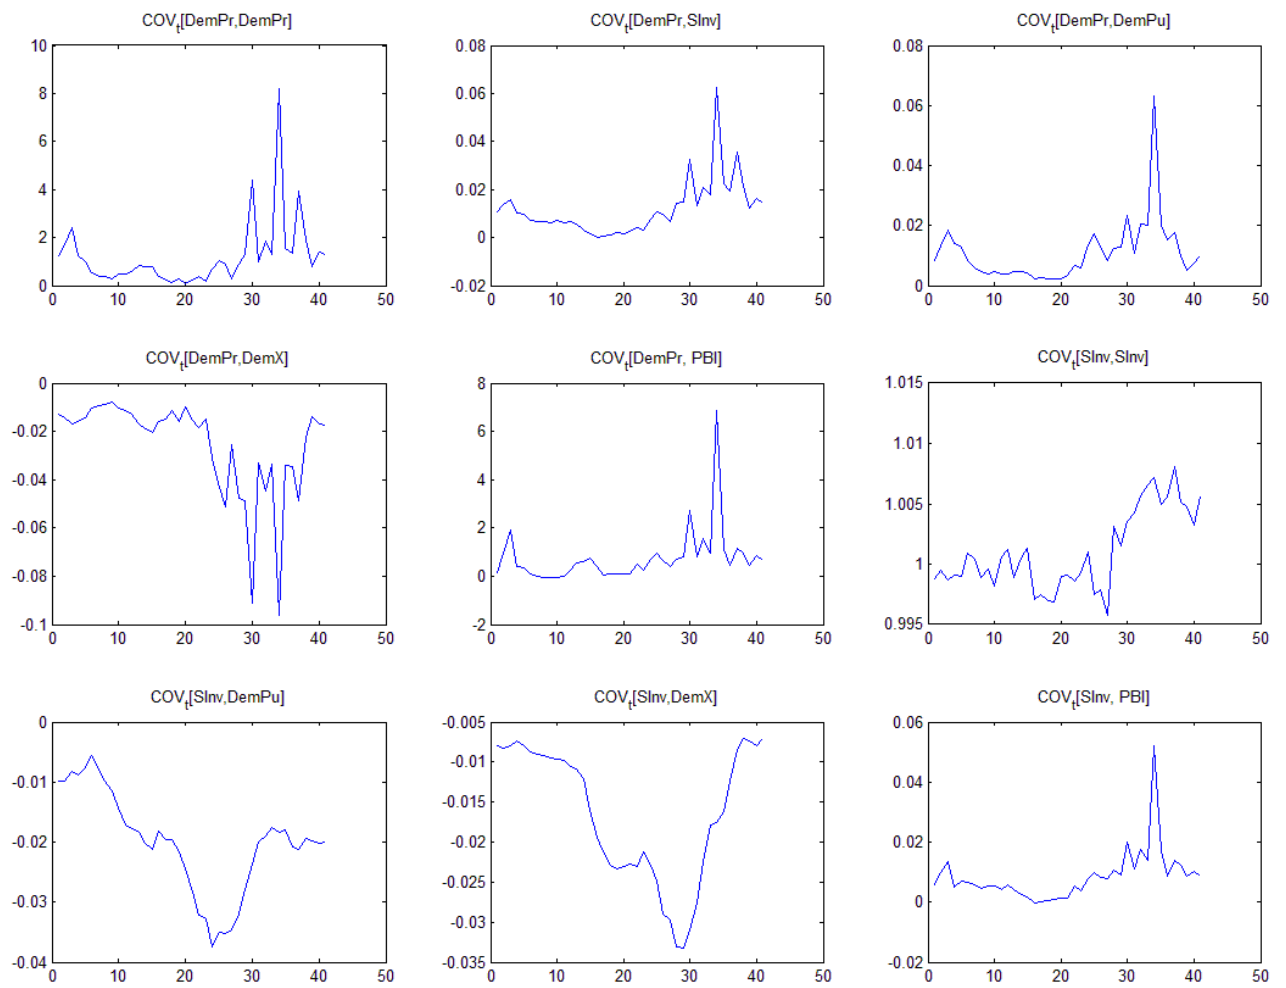 COVt[DemPr,DemPr]
COVt[DemPr,SInv]
COVt[DemPr,DemPu]
10
8
6
4
2
0
0 10 20 30 40 50
0.08
0.06
0.04
0.02
0
-0.02
0 10 20 30 40 50
0.08
0.06
0.04
0.02
0
0 10 20 30 40 50
COVt[DemPr,DemX]
COVt[DemPr, PBI]
COVt[SInv,SInv]
0
-0.02
-0.04
-0.06
-0.08
-0.1
0 10 20 30 40 50
8
6
4
2
0
-2
0 10 20 30 40 50
1.015
1.01
1.005
1
0.995
0 10 20 30 40 50
COVt[SInv,DemPu]
COVt[SInv,DemX]
COVt[SInv, PBI]
0
-0.01
-0.02
-0.03
-0.04
0 10 20 30 40 50
-0.005
-0.01
-0.015
-0.02
-0.025
-0.03
-0.035
0 10 20 30 40 50
0.06
0.04
0.02
0
-0.02
0 10 20 30 40 50